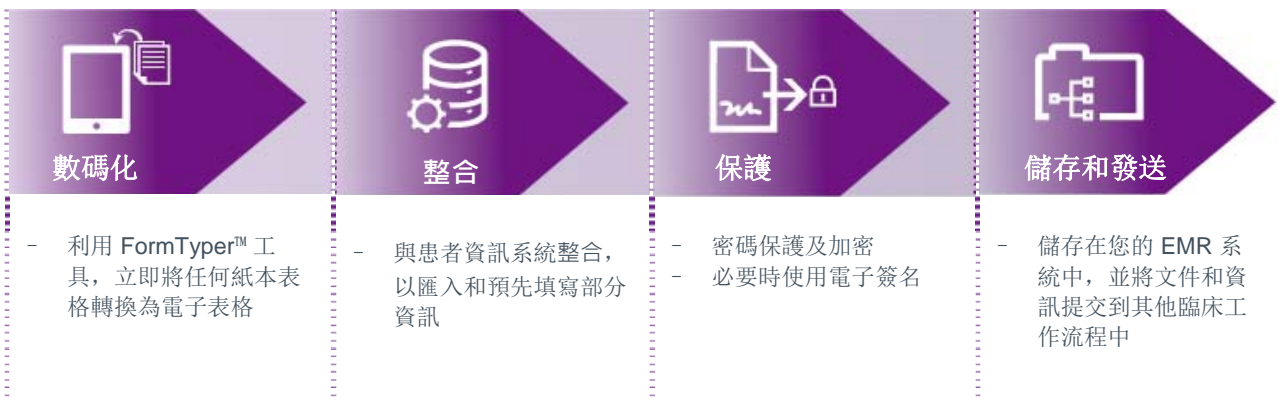 數碼化
整合
保護
儲存和發送
- 利用 FormTyper™ 工
具，立即將任何紙本表
格轉換為電子表格
- 與患者資訊系統整合，
以匯入和預先填寫部分
資訊
- 密碼保護及加密
- 必要時使用電子簽名
- 儲存在您的 EMR 系
統中，並將文件和資
訊提交到其他臨床工
作流程中